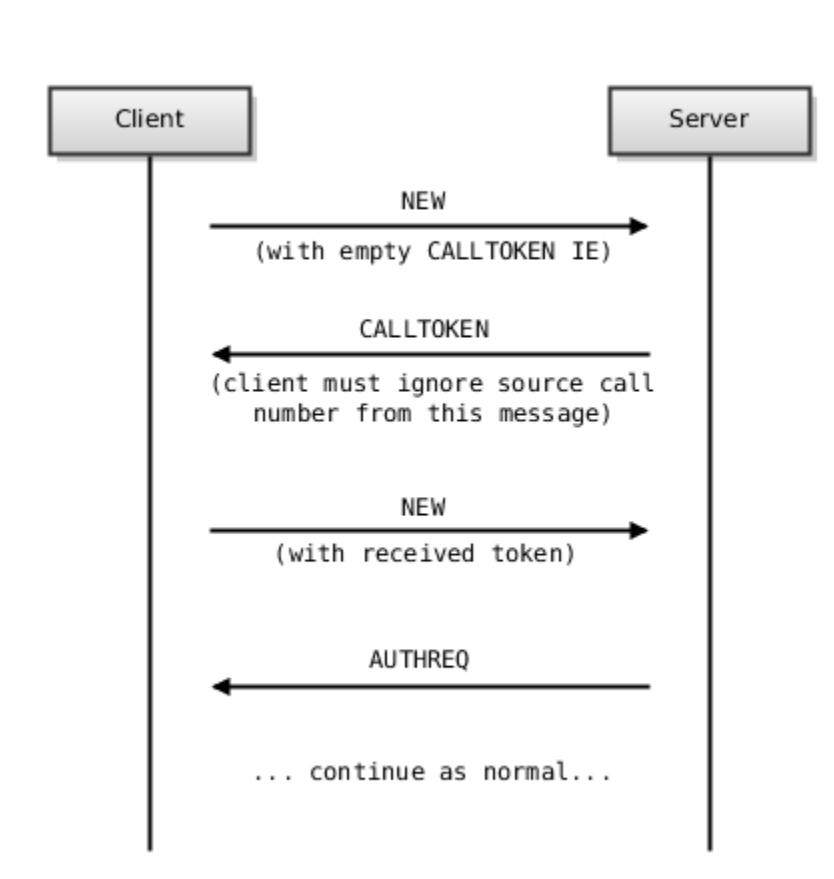 Client
Server
NEW
(with empty CALLTOKEN IE)
CALLTOKEN
(client must ignore source call
number from this message)
NEW
(with received token)
AUTHREQ
... continue as normal...